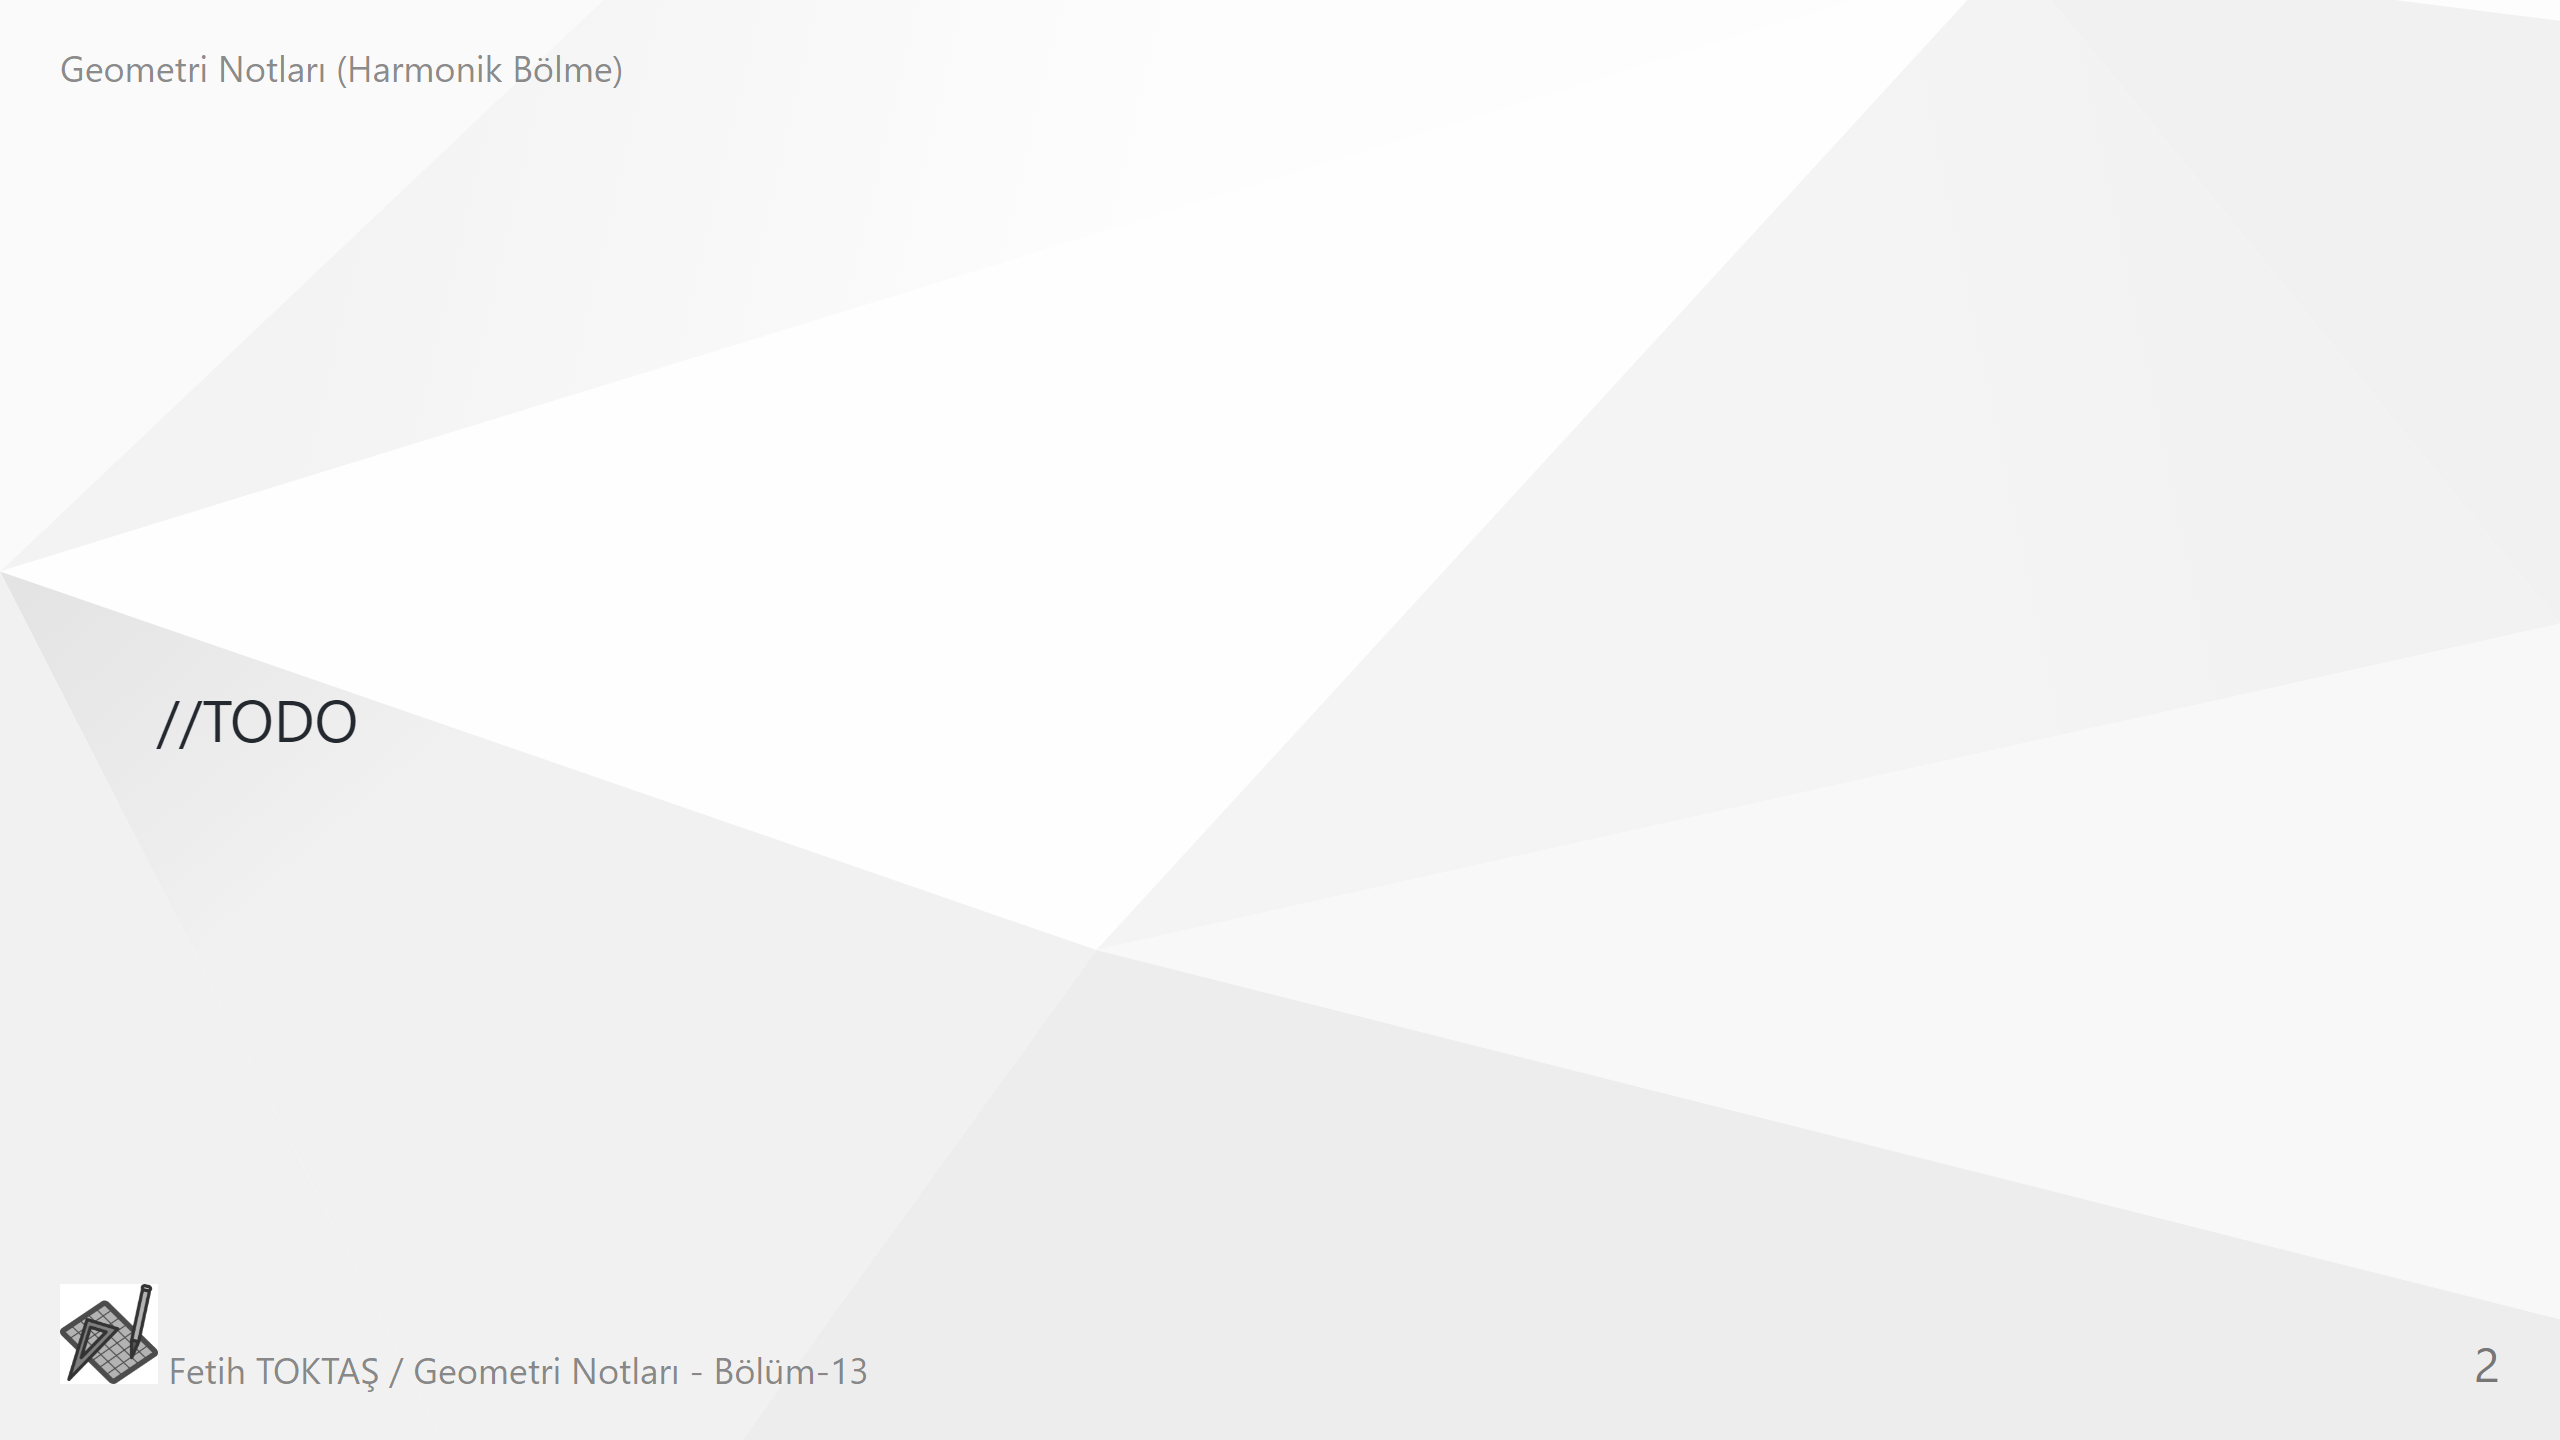 Geometri Notları (Harmonik Bölme)
//TODO
Fetih TOKTAŞ / Geometri Notları - Bölüm-13
2